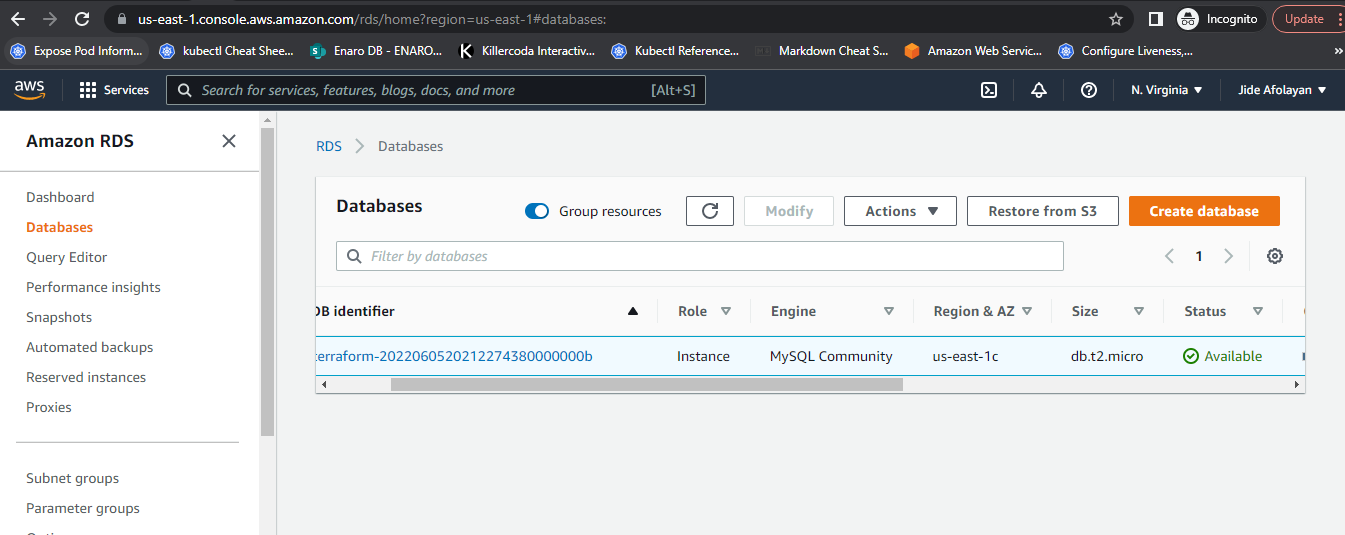 us-east-1.console.aws.amazon.com/rds/home?region=us-east-1#databases:
Incognito
Update
Expose Pod Inform...
kubectl Cheat Shee...
Enaro DB - ENARO...
Killercoda Interactiv...
Kubectl Reference...
Markdown Cheat S...
Amazon Web Servic...
Configure Liveness,...
»
aws
Services
Search for services, features, blogs, docs, and more
[Alt+S]
N. Virginia
Jide Afolayan
Amazon RDS
Dashboard
Databases
Query Editor
Performance insights
Snapshots
Automated backups
Reserved instances
Proxies
Subnet groups
Parameter groups
RDS
Databases
Databases
Group resources
Modify
Actions
Restore from S3
Create database
Filter by databases
1
DB identifier
Role
Engine
Region & AZ
Size
Status
terraform-20220605202122743800000000b
Instance
MySQL Community
us-east-1c
db.t2.micro
Available